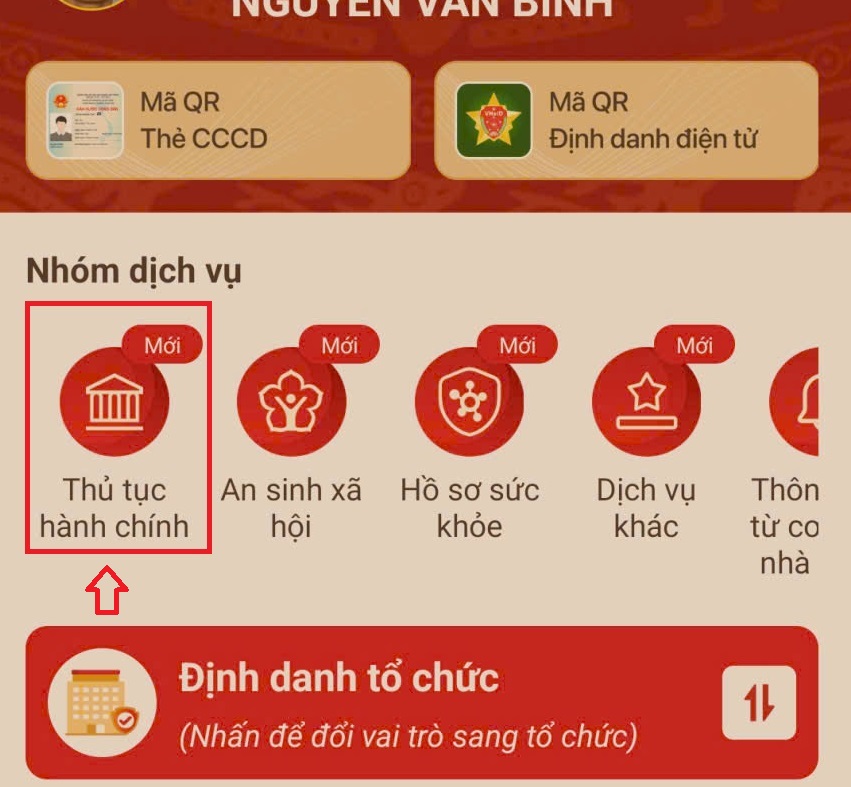 NGUYỄN VĂN BÌNH
Mã QR
Thẻ CCCD
Mã QR
Định danh điện tử
Nhóm dịch vụ
Mới
Mới
Mới
Mới
Thủ tục
hành chính
An sinh xã
hội
Hồ sơ sức
khỏe
Dịch vụ
khác
Thôn
từ cơ
nhà
Định danh tổ chức
(Nhấn để đổi vai trò sang tổ chức)